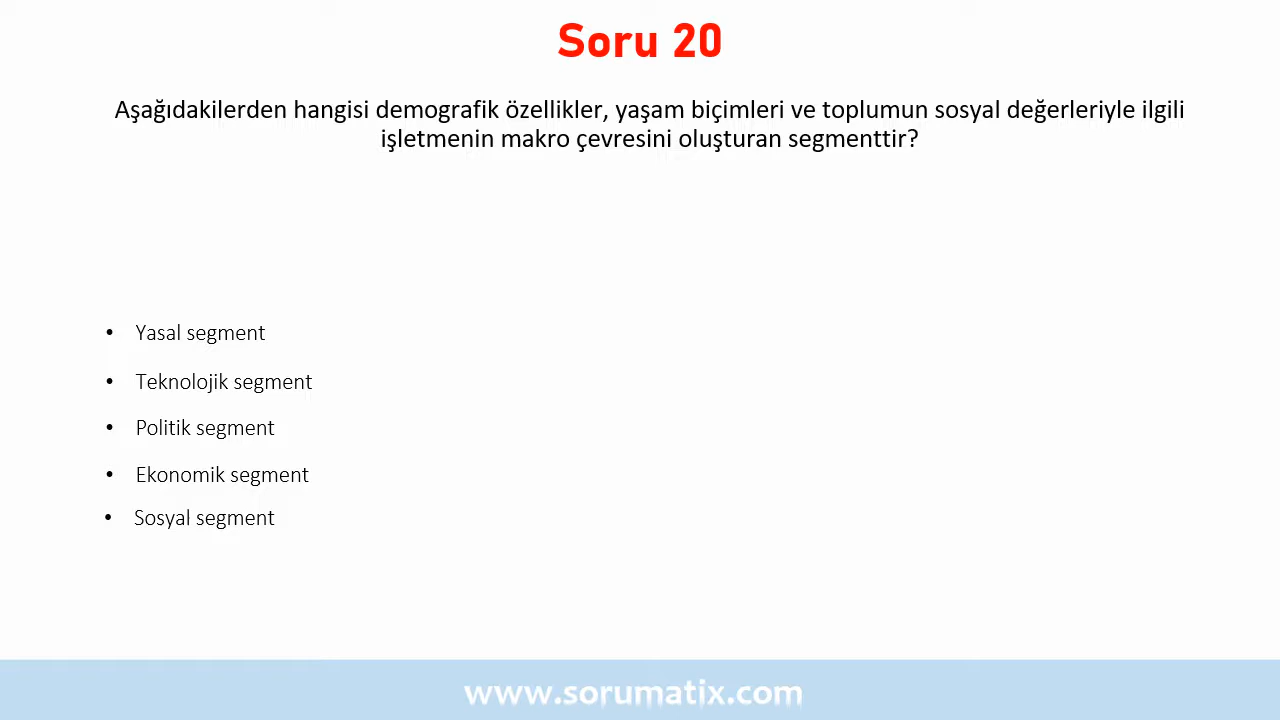 Soru 20
Aşağıdakilerden hangisi demografik özellikler, yaşam biçimleri ve toplumun sosyal değerleriyle ilgili
işletmenin makro çevresini oluşturan segmenttir?
• Yasal segment
• Teknolojik segment
• Politik segment
• Ekonomik segment
• Sosyal segment
www.sorumatix.com